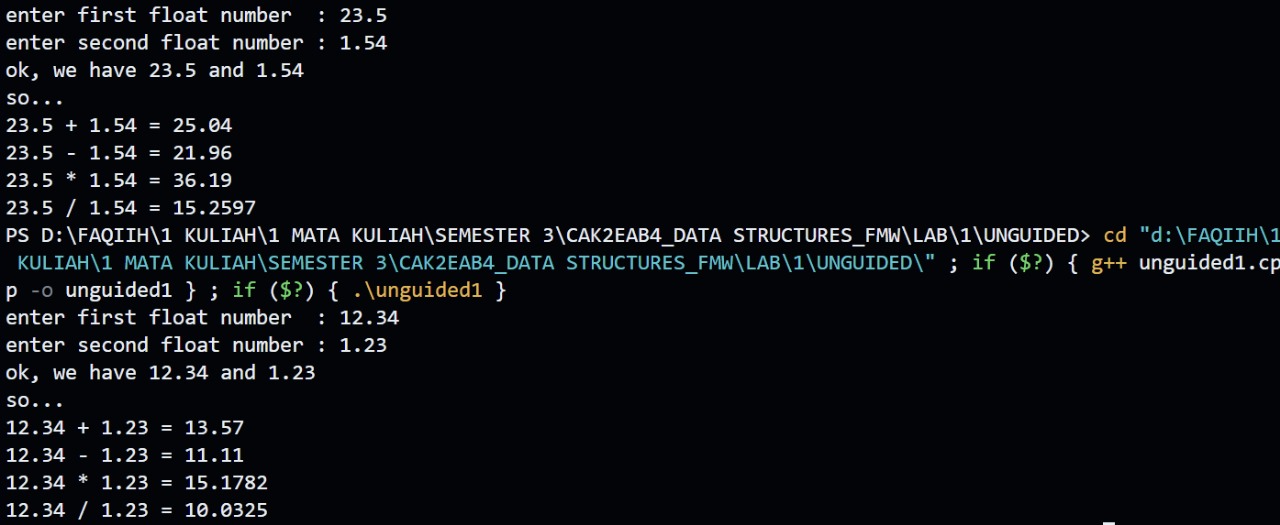 enter first float number  : 23.5
enter second float number : 1.54
ok, we have 23.5 and 1.54
so...
23.5 + 1.54 = 25.04
23.5 - 1.54 = 21.96
23.5 * 1.54 = 36.19
23.5 / 1.54 = 15.2597
PS D:\FAQIIH\1 KULIAH\1 MATA KULIAH\SEMESTER 3\CAK2EAB4_DATA STRUCTURES_FMW\LAB\1\UNGUIDED> cd "d:\FAQIIH\1
 KULIAH\1 MATA KULIAH\SEMESTER 3\CAK2EAB4_DATA STRUCTURES_FMW\LAB\1\UNGUIDED\" ; if ($?) { g++ unguided1.cp
p -o unguided1 } ; if ($?) { .\unguided1 }
enter first float number  : 12.34
enter second float number : 1.23
ok, we have 12.34 and 1.23
so...
12.34 + 1.23 = 13.57
12.34 - 1.23 = 11.11
12.34 * 1.23 = 15.1782
12.34 / 1.23 = 10.0325